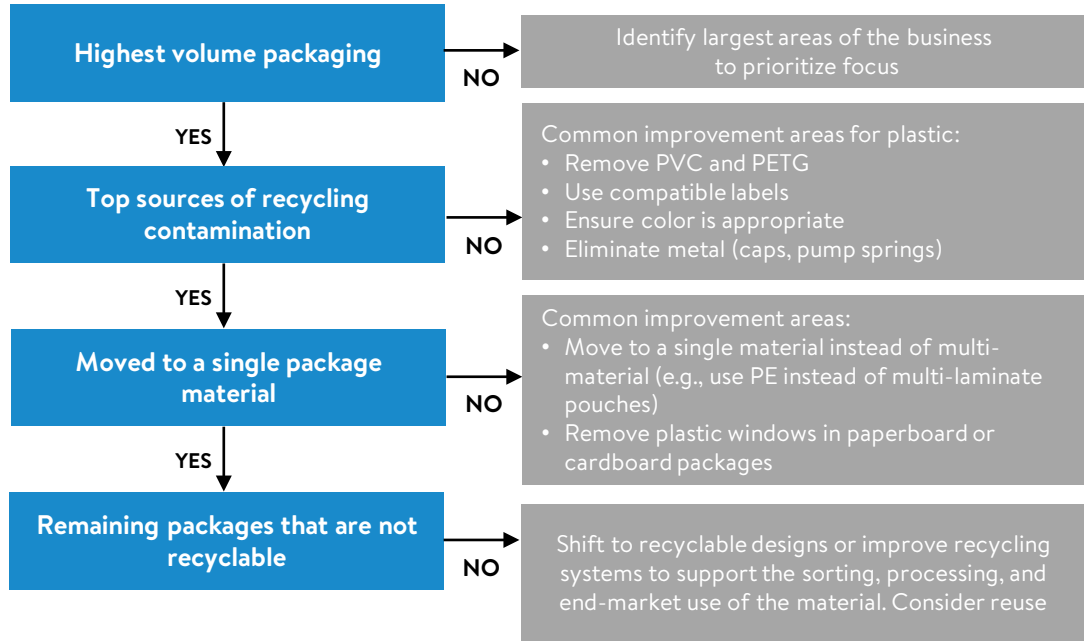 Highest volume packaging
NO
Identify largest areas of the business
to prioritize focus
YES
Top sources of recycling
contamination
NO
Common improvement areas for plastic:
• Remove PVC and PETG
• Use compatible labels
• Ensure color is appropriate
• Eliminate metal (caps, pump springs)
YES
Moved to a single package
material
NO
Common improvement areas:
• Move to a single material instead of multi-
material (e.g., use PE instead of multi-laminate
pouches)
• Remove plastic windows in paperboard or
cardboard packages
YES
Remaining packages that are not
recyclable
NO
Shift to recyclable designs or improve recycling
systems to support the sorting, processing, and
end-market use of the material. Consider reuse